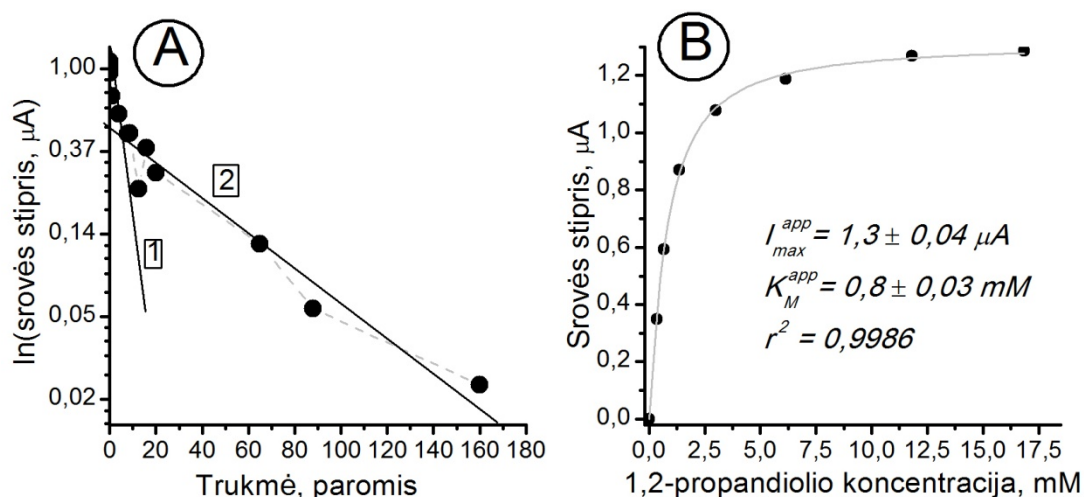 A
ln(srovės stipris, μA)
1,00
0,37
0,14
0,05
0,02
1
2
0 20 40 60 80 100 120 140 160 180
Trukmė, paromis
B
Srovės stipris, μA
1,2
1,0
0,8
0,6
0,4
0,2
0,0
I_max^app = 1,3 ± 0,04 μA
K_M^app = 0,8 ± 0,03 mM
r² = 0,9986
0,0 2,5 5,0 7,5 10,0 12,5 15,0 17,5
1,2-propandiolio koncentracija, mM